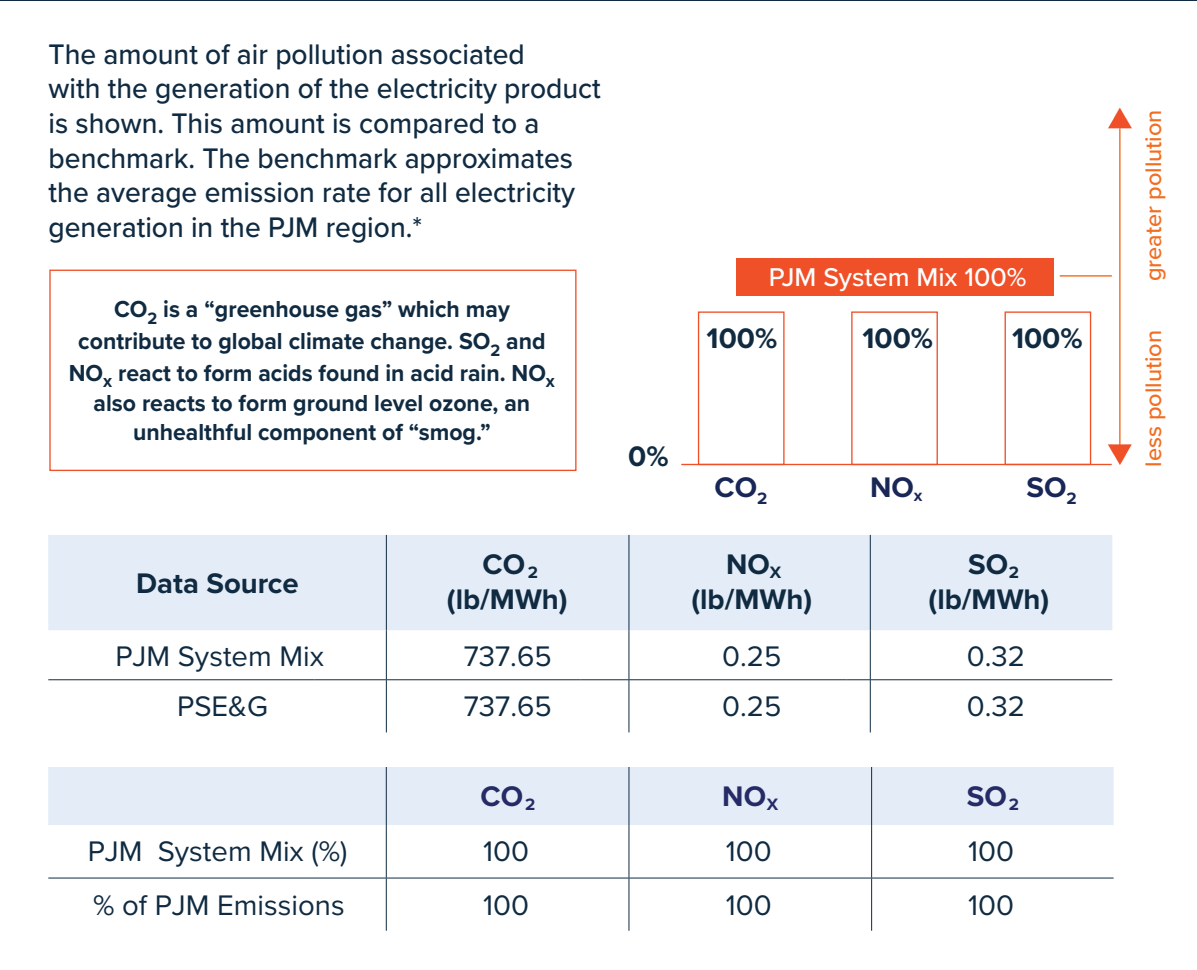 The amount of air pollution associated
with the generation of the electricity product
is shown. This amount is compared to a
benchmark. The benchmark approximates
the average emission rate for all electricity
generation in the PJM region.*
CO₂ is a “greenhouse gas” which may
contribute to global climate change. SO₂ and
NOₓ react to form acids found in acid rain. NOₓ
also reacts to form ground level ozone, an
unhealthful component of “smog.”
greater pollution
less pollution
PJM System Mix 100%
100% 100% 100%
0%
CO₂ NOₓ SO₂
Data Source CO₂ (lb/MWh) NOₓ (lb/MWh) SO₂ (lb/MWh)
PJM System Mix 737.65 0.25 0.32
PSE&G 737.65 0.25 0.32
CO₂ NOₓ SO₂
PJM System Mix (%) 100 100 100
% of PJM Emissions 100 100 100